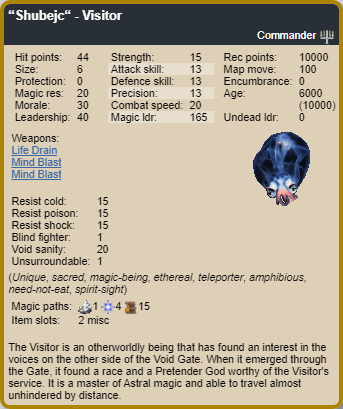 “Shubejc“ - Visitor
Commander
Hit points: 44 Strength: 15 Rec points: 10000
Size: 6 Attack skill: 13 Map move: 100
Protection: 0 Defence skill: 13 Encumbrance: 0
Magic res: 20 Precision: 13 Age: 6000
Morale: 30 Combat speed: 20 (10000)
Leadership: 40 Magic ldr: 165 Undead ldr: 0
Weapons:
Life Drain
Mind Blast
Mind Blast
Resist cold: 15
Resist poison: 15
Resist shock: 15
Blind fighter: 1
Void sanity: 20
Unsurroundable: 1
(Unique, sacred, magic-being, ethereal, teleporter, amphibious,
need-not-eat, spirit-sight)
Magic paths: 1 4 15
Item slots: 2 misc
The Visitor is an otherworldly being that has found an interest in the
voices on the other side of the Void Gate. When it emerged through
the Gate, it found a race and a Pretender God worthy of the Visitor's
service. It is a master of Astral magic and able to travel almost
unhindered by distance.